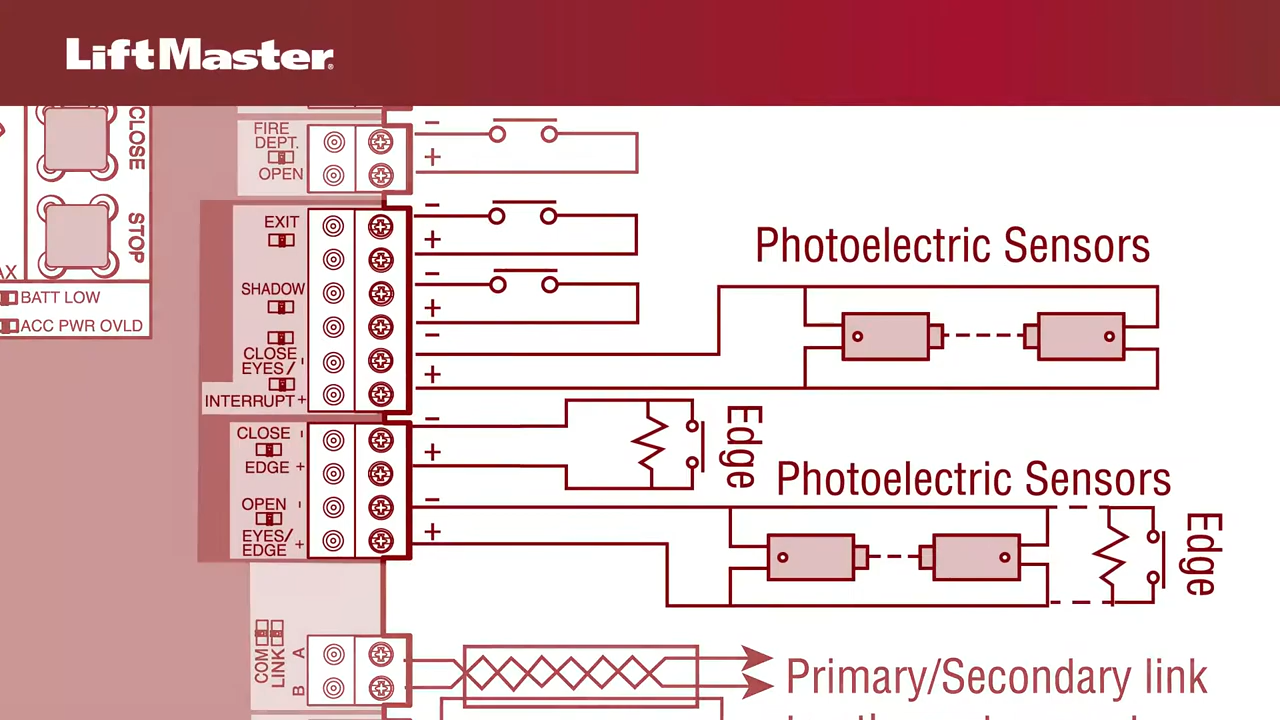 LiftMaster®
CLOSE
STOP
AX
BATT LOW
ACC PWR OVLD
FIRE
DEPT.
OPEN
−
+
EXIT
−
+
SHADOW
−
+
CLOSE -
EYES/
INTERRUPT +
−
+
Photoelectric Sensors
CLOSE -
EDGE +
−
+
Edge
OPEN -
EYES/
EDGE +
−
+
Photoelectric Sensors
Edge
COM
LINK
A
B
Primary/Secondary link